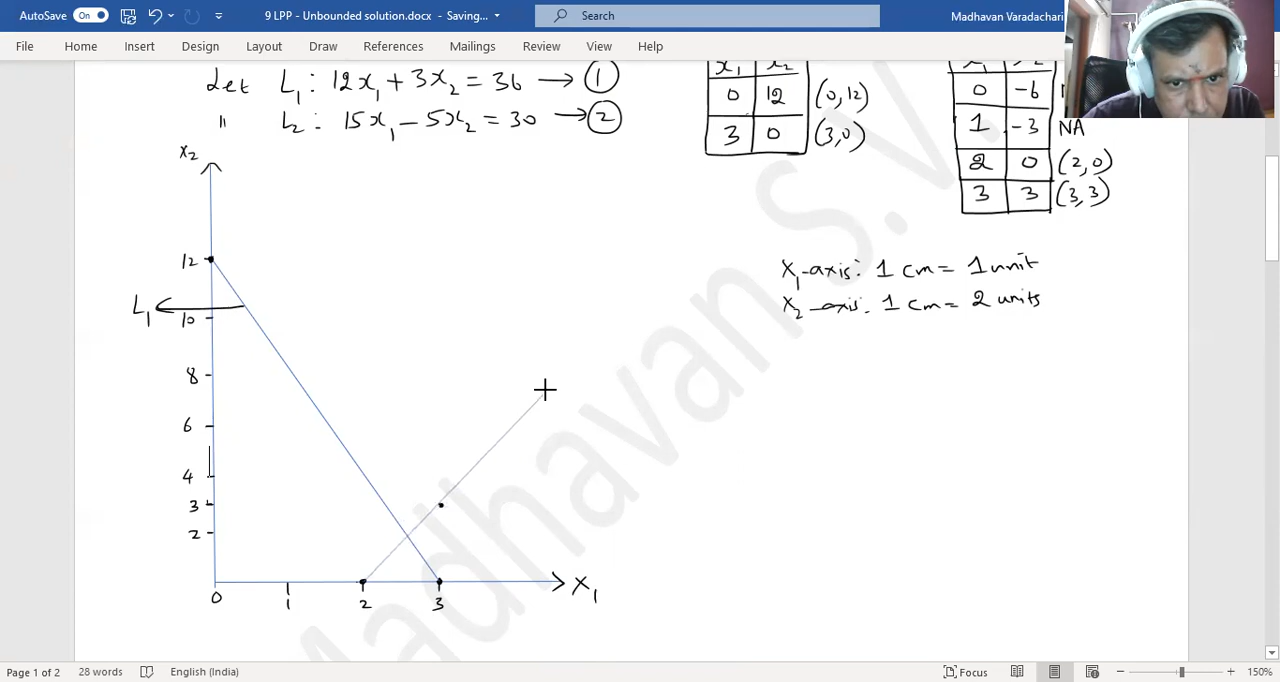 AutoSave On 9 LPP - Unbounded solution.docx - Saving... Search Madhavan Varadachari
File Home Insert Design Layout Draw References Mailings Review View Help
Let L1 : 12x1 + 3x2 = 36 → 1
" L2 : 15x1 - 5x2 = 30 → 2
x1 x2
0 12 (0,12)
3 0 (3,0)
0 -6
1 -3 NA
2 0 (2,0)
3 3 (3,3)
X1-axis: 1 cm = 1 unit
X2-axis: 1 cm = 2 units
X2
12
L1
10
8
6
4
3
2
0 1 2 3 X1
Madhavan S.V.
Page 1 of 2 28 words English (India) Focus 150%